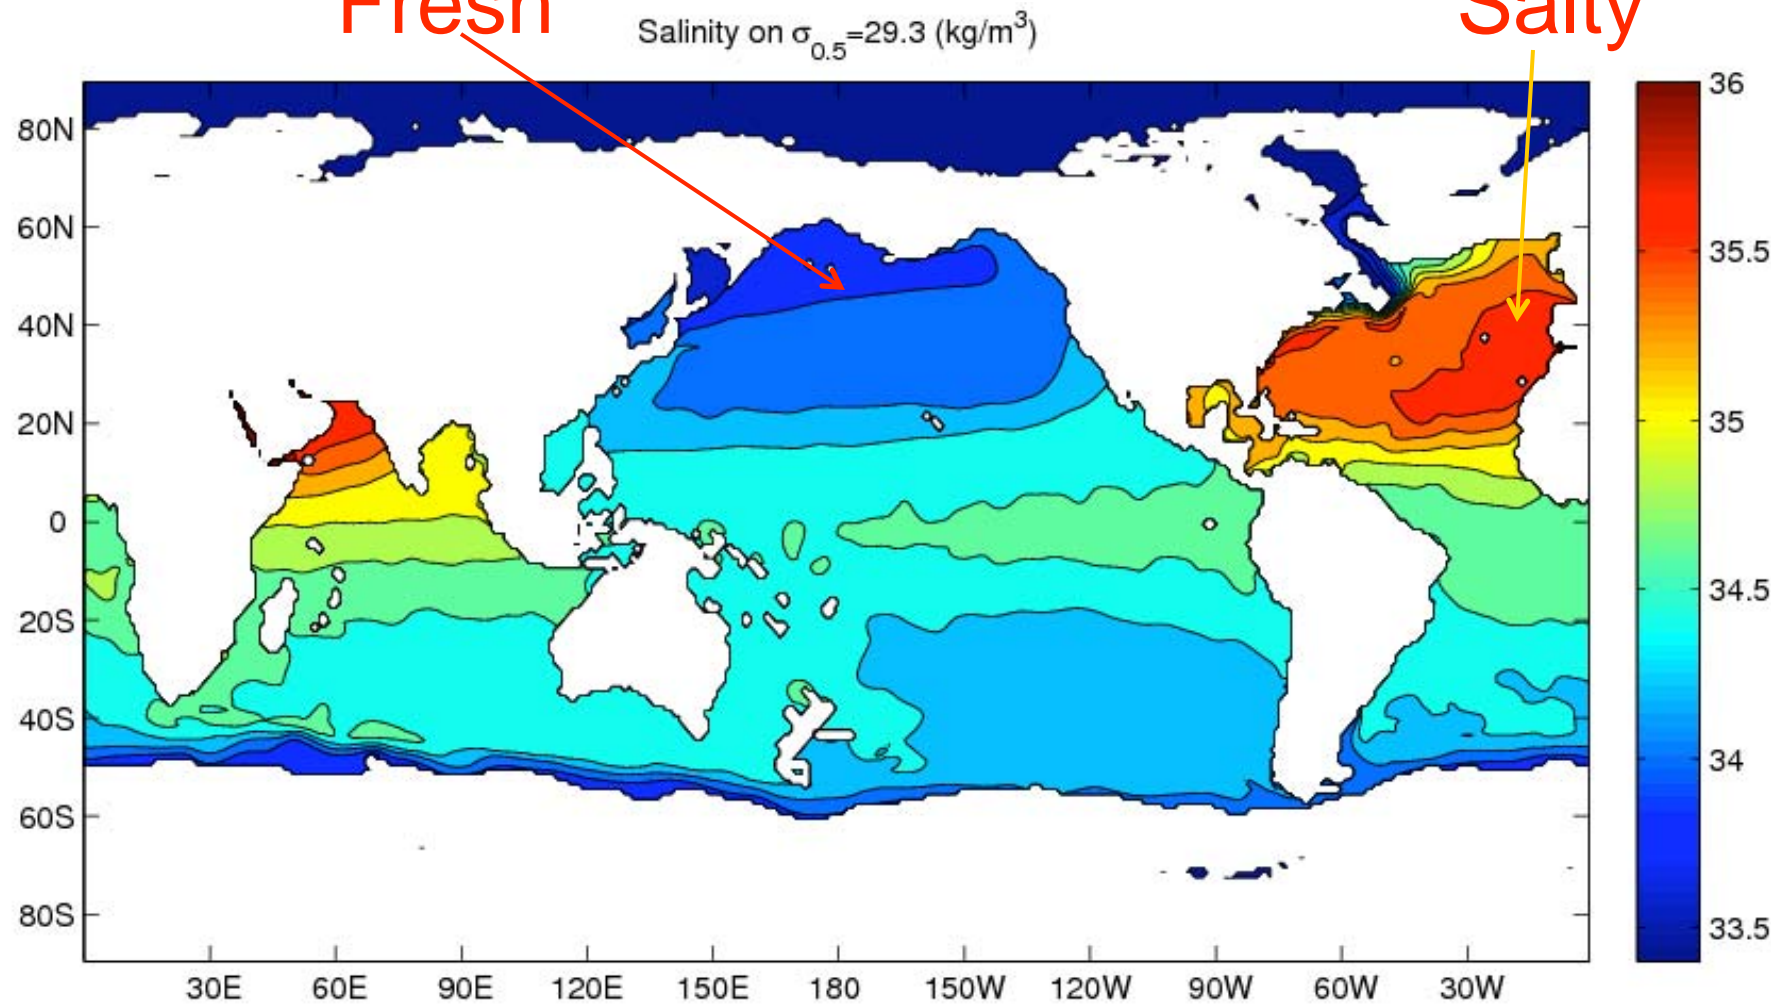 Fresh
Salty
Salinity on σ0.5=29.3 (kg/m³)
80N
60N
40N
20N
0
20S
40S
60S
80S
30E 60E 90E 120E 150E 180 150W 120W 90W 60W 30W
36
35.5
35
34.5
34
33.5